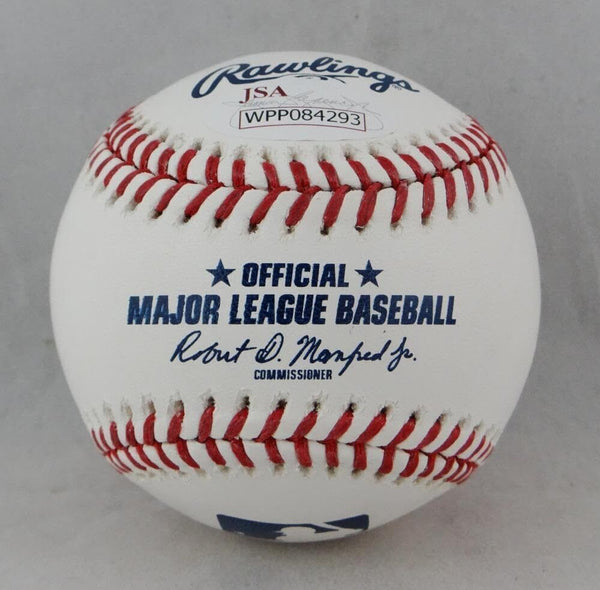 Rawlings
JSA
WPP084293
★ OFFICIAL ★
MAJOR LEAGUE BASEBALL
Robert D. Manfred Jr.
COMMISSIONER